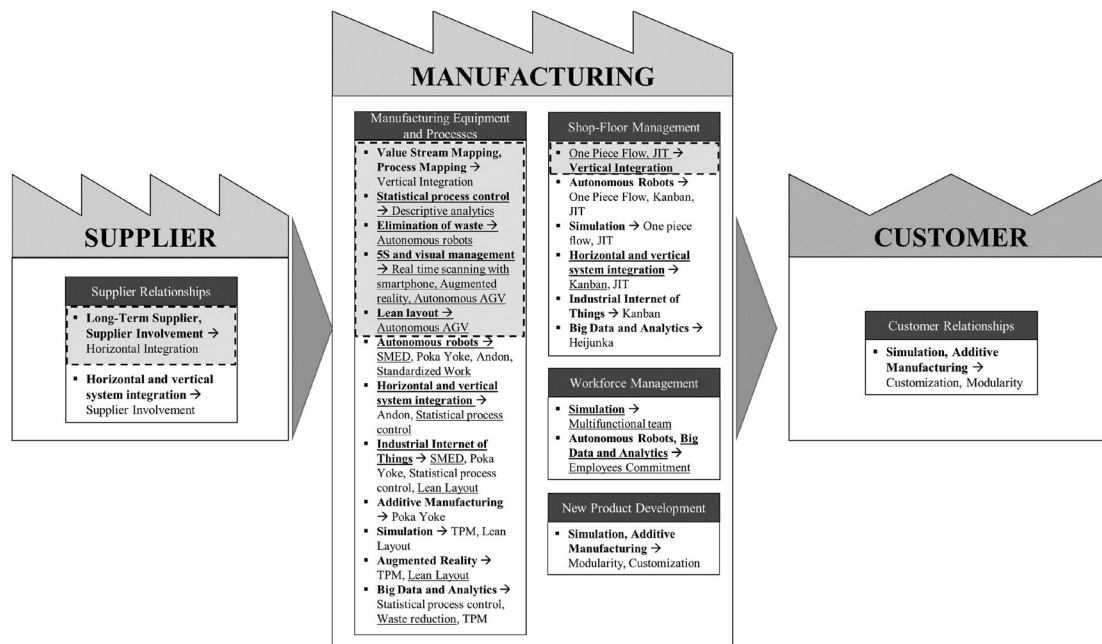 SUPPLIER
Supplier Relationships
▪ Long-Term Supplier,
Supplier Involvement →
Horizontal Integration
▪ Horizontal and vertical
system integration →
Supplier Involvement
MANUFACTURING
Manufacturing Equipment
and Processes
▪ Value Stream Mapping,
Process Mapping →
Vertical Integration
▪ Statistical process control
→ Descriptive analytics
▪ Elimination of waste →
Autonomous robots
▪ 5S and visual management
→ Real time scanning with
smartphone, Augmented
reality, Autonomous AGV
▪ Lean layout →
Autonomous AGV
▪ Autonomous robots →
SMED, Poka Yoke, Andon,
Standardized Work
▪ Horizontal and vertical
system integration →
Andon, Statistical process
control
▪ Industrial Internet of
Things → SMED, Poka
Yoke, Statistical process
control, Lean Layout
▪ Additive Manufacturing
→ Poka Yoke
▪ Simulation → TPM, Lean
Layout
▪ Augmented Reality →
TPM, Lean Layout
▪ Big Data and Analytics →
Statistical process control,
Waste reduction, TPM
Shop-Floor Management
▪ One Piece Flow, JIT →
Vertical Integration
▪ Autonomous Robots →
One Piece Flow, Kanban,
JIT
▪ Simulation → One piece
flow, JIT
▪ Horizontal and vertical
system integration →
Kanban, JIT
▪ Industrial Internet of
Things → Kanban
▪ Big Data and Analytics →
Heijunka
Workforce Management
▪ Simulation →
Multifunctional team
▪ Autonomous Robots, Big
Data and Analytics →
Employees Commitment
New Product Development
▪ Simulation, Additive
Manufacturing →
Modularity, Customization
CUSTOMER
Customer Relationships
▪ Simulation, Additive
Manufacturing →
Customization, Modularity